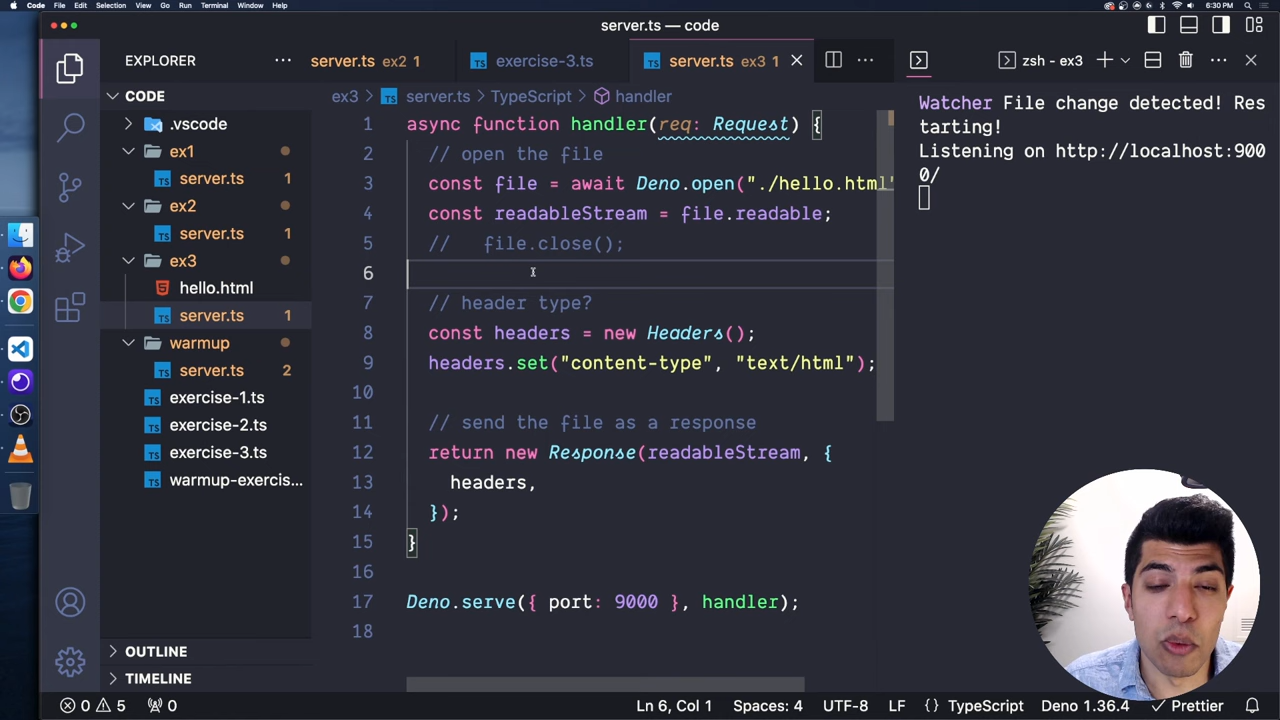 Code File Edit Selection View Go Run Terminal Window Help 6:30 PM
server.ts — code
EXPLORER
server.ts ex2 1
exercise-3.ts
server.ts ex3 1
zsh - ex3
CODE
.vscode
ex1
server.ts 1
ex2
server.ts 1
ex3
hello.html
server.ts 1
warmup
server.ts 2
exercise-1.ts
exercise-2.ts
exercise-3.ts
warmup-exercis...
OUTLINE
TIMELINE
ex3 > server.ts > TypeScript > handler
1 async function handler(req: Request) {
2 // open the file
3 const file = await Deno.open("./hello.html"
4 const readableStream = file.readable;
5 //   file.close();
6
7 // header type?
8 const headers = new Headers();
9 headers.set("content-type", "text/html");
10
11 // send the file as a response
12 return new Response(readableStream, {
13 headers,
14 });
15 }
16
17 Deno.serve({ port: 9000 }, handler);
18
Watcher File change detected! Res
tarting!
Listening on http://localhost:900
0/
0 5 0 Ln 6, Col 1 Spaces: 4 UTF-8 LF {} TypeScript Deno 1.36.4 Prettier